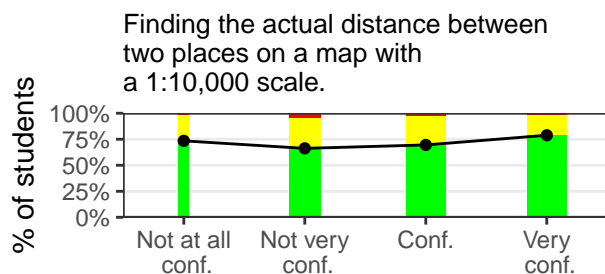 Finding the actual distance between
two places on a map with
a 1:10,000 scale.
% of students
100%
75%
50%
25%
0%
Not at all
conf.
Not very
conf.
Conf.
Very
conf.